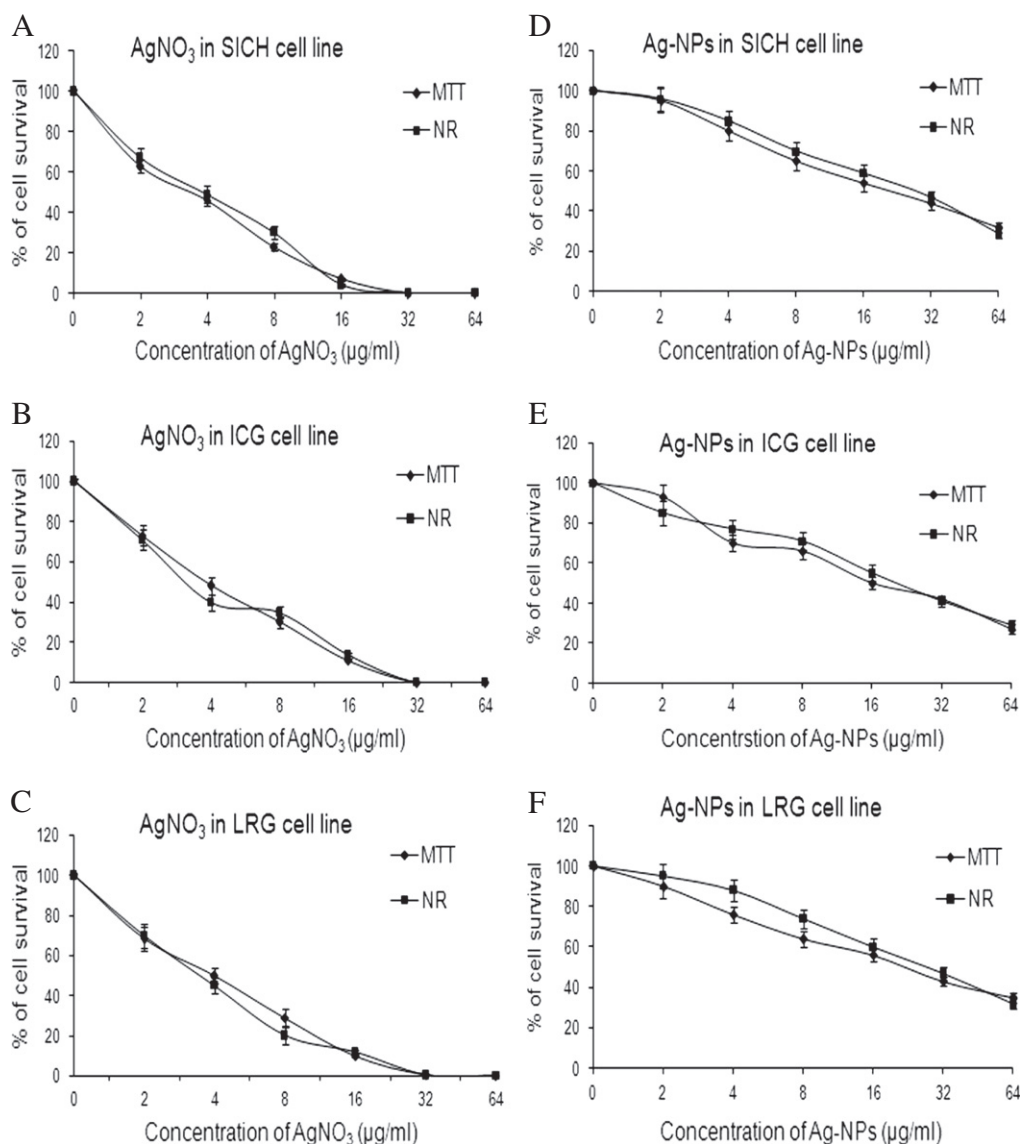 A
AgNO3 in SICH cell line
120
100
80
60
40
20
0
% of cell survival
MTT
NR
0 2 4 8 16 32 64
Concentration of AgNO3 (µg/ml)
D
Ag-NPs in SICH cell line
120
100
80
60
40
20
0
% of cell survival
MTT
NR
0 2 4 8 16 32 64
Concentration of Ag-NPs (µg/ml)
B
AgNO3 in ICG cell line
120
100
80
60
40
20
0
% of cell survival
MTT
NR
0 2 4 8 16 32 64
Concentration of AgNO3 (µg/ml)
E
Ag-NPs in ICG cell line
120
100
80
60
40
20
0
% of cell survival
MTT
NR
0 2 4 8 16 32 64
Concentrstion of Ag-NPs (µg/ml)
C
AgNO3 in LRG cell line
120
100
80
60
40
20
0
% of cell survival
MTT
NR
0 2 4 8 16 32 64
Concentration of AgNO3 (µg/ml)
F
Ag-NPs in LRG cell line
120
100
80
60
40
20
0
% of cell survival
MTT
NR
0 2 4 8 16 32 64
Concentration of Ag-NPs (µg/ml)